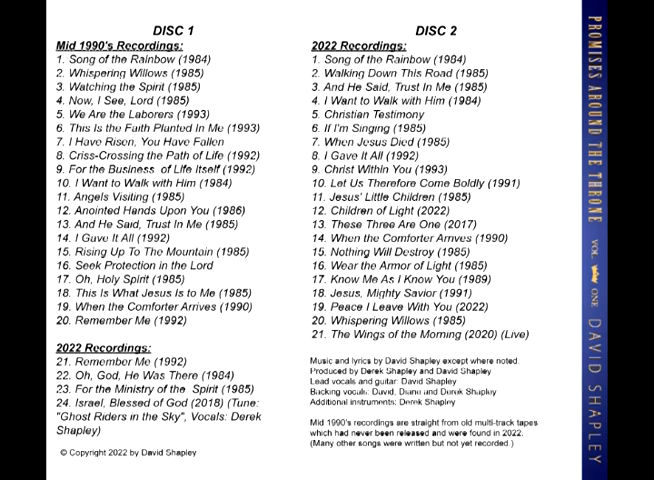 DISC 1
Mid 1990's Recordings:
1. Song of the Rainbow (1984)
2. Whispering Willows (1985)
3. Watching the Spirit (1985)
4. Now, I See, Lord (1985)
5. We Are the Laborers (1993)
6. This Is the Faith Planted In Me (1993)
7. I Have Risen, You Have Fallen
8. Criss-Crossing the Path of Life (1992)
9. For the Business of Life Itself (1992)
10. I Want to Walk with Him (1984)
11. Angels Visiting (1985)
12. Anointed Hands Upon You (1986)
13. And He Said, Trust In Me (1985)
14. I Gave It All (1992)
15. Rising Up To The Mountain (1985)
16. Seek Protection in the Lord
17. Oh, Holy Spirit (1985)
18. This Is What Jesus Is to Me (1985)
19. When the Comforter Arrives (1990)
20. Remember Me (1992)
2022 Recordings:
21. Remember Me (1992)
22. Oh, God, He Was There (1984)
23. For the Ministry of the Spirit (1985)
24. Israel, Blessed of God (2018) (Tune:
"Ghost Riders in the Sky", Vocals: Derek
Shapley)
© Copyright 2022 by David Shapley
DISC 2
2022 Recordings:
1. Song of the Rainbow (1984)
2. Walking Down This Road (1985)
3. And He Said, Trust In Me (1985)
4. I Want to Walk with Him (1984)
5. Christian Testimony
6. If I'm Singing (1985)
7. When Jesus Died (1985)
8. I Gave It All (1992)
9. Christ Within You (1993)
10. Let Us Therefore Come Boldly (1991)
11. Jesus' Little Children (1985)
12. Children of Light (2022)
13. These Three Are One (2017)
14. When the Comforter Arrives (1990)
15. Nothing Will Destroy (1985)
16. Wear the Armor of Light (1985)
17. Know Me As I Know You (1989)
18. Jesus, Mighty Savior (1991)
19. Peace I Leave With You (2022)
20. Whispering Willows (1985)
21. The Wings of the Morning (2020) (Live)
Music and lyrics by David Shapley except where noted.
Produced by Derek Shapley and David Shapley
Lead vocals and guitar: David Shapley
Backing vocals: David, Diane and Derek Shapley
Additional instruments: Derek Shapley
Mid 1990's recordings are straight from old multi-track tapes
which had never been released and were found in 2022.
(Many other songs were written but not yet recorded.)
PROMISES AROUND THE THRONE VOL. ONE DAVID SHAPLEY